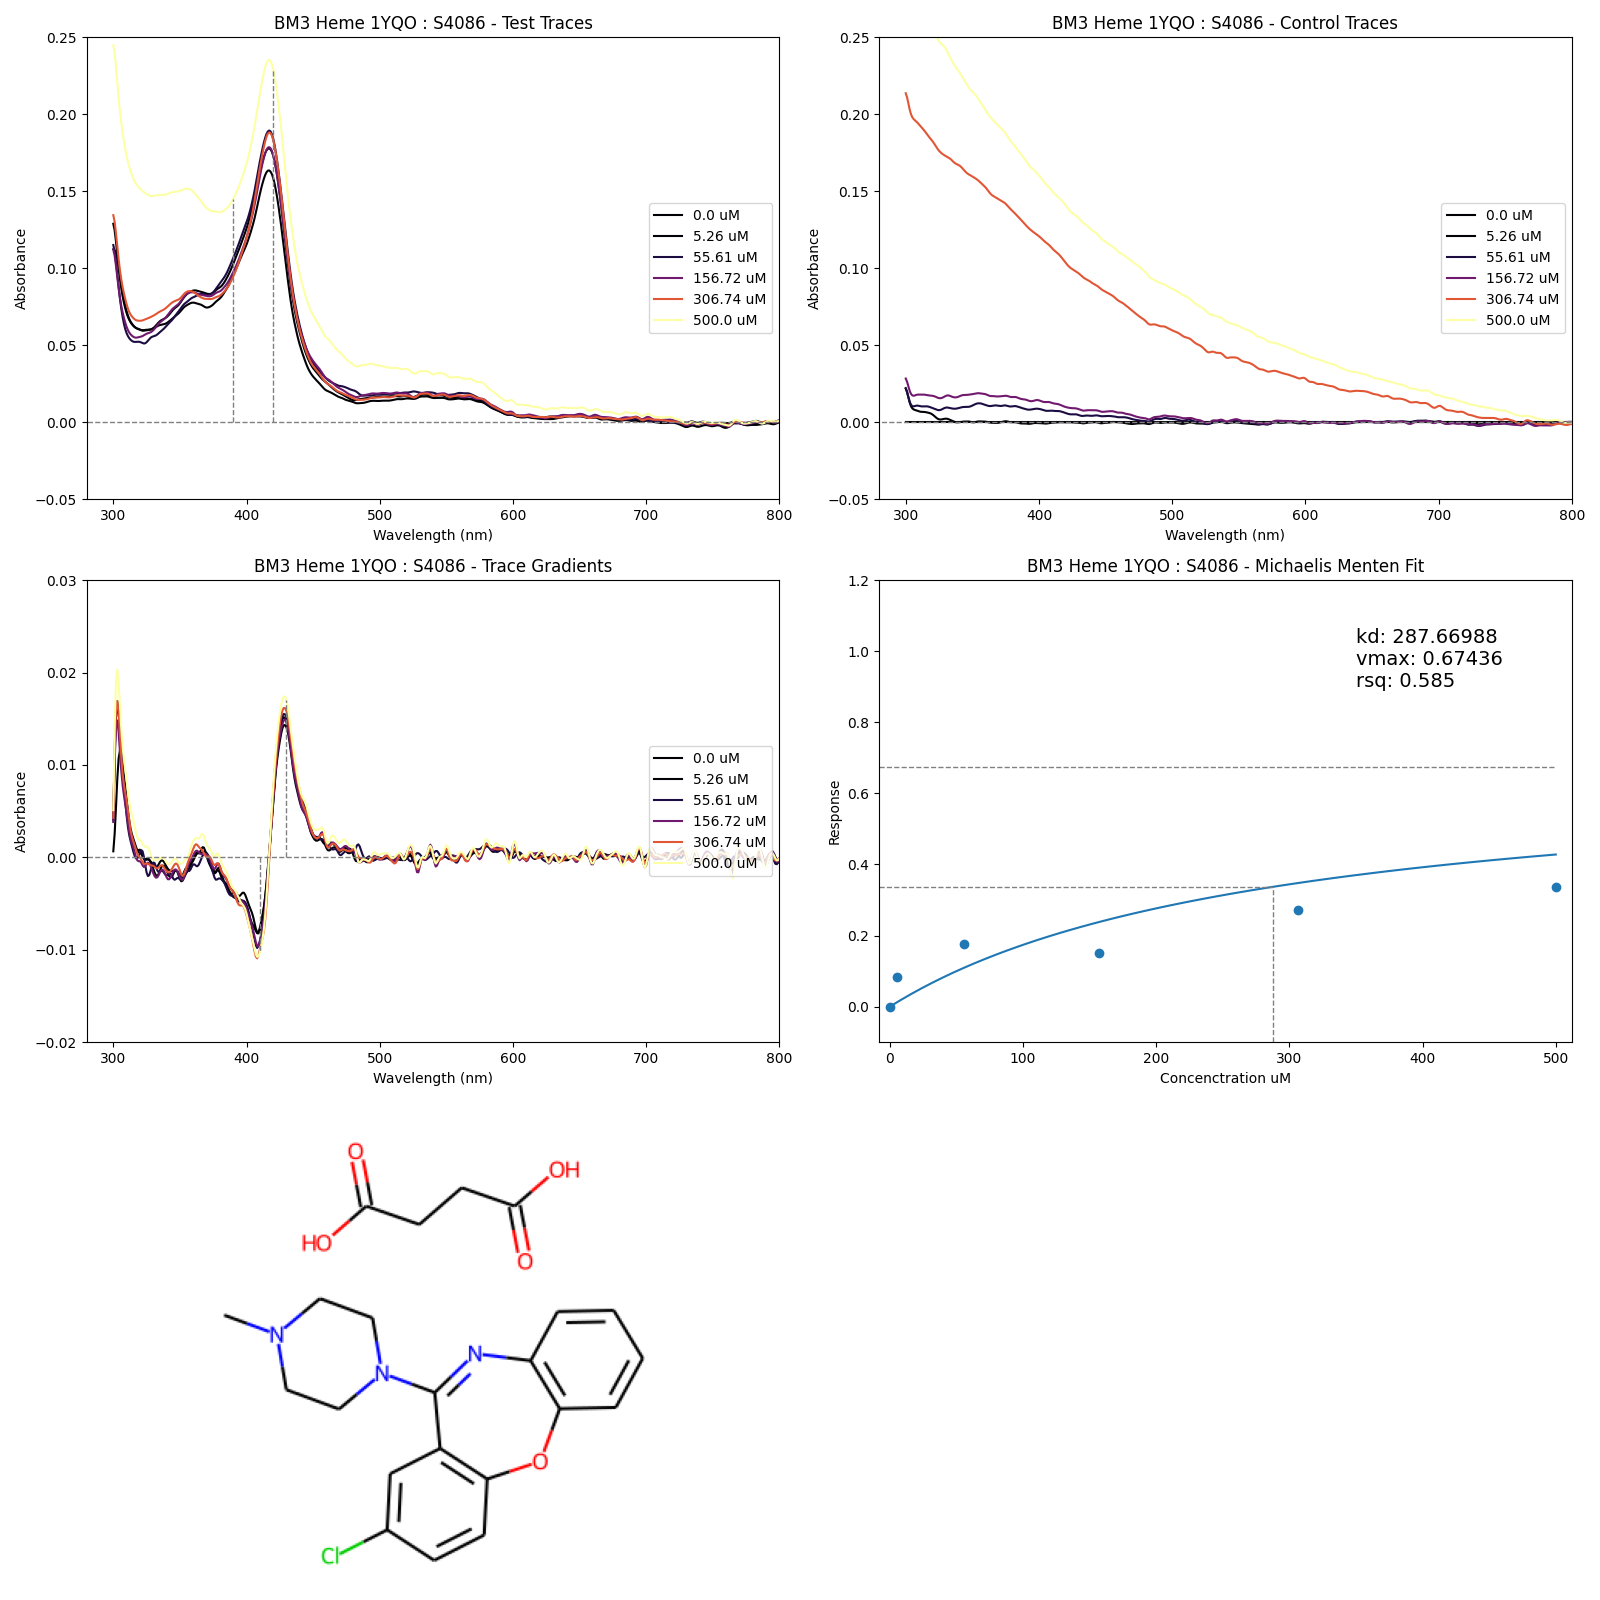 BM3 Heme 1YQO : S4086 - Test Traces
0.25
0.20
0.15
0.10
0.05
0.00
−0.05
Absorbance
300 400 500 600 700 800
Wavelength (nm)
0.0 uM
5.26 uM
55.61 uM
156.72 uM
306.74 uM
500.0 uM
BM3 Heme 1YQO : S4086 - Control Traces
0.25
0.20
0.15
0.10
0.05
0.00
−0.05
Absorbance
300 400 500 600 700 800
Wavelength (nm)
0.0 uM
5.26 uM
55.61 uM
156.72 uM
306.74 uM
500.0 uM
BM3 Heme 1YQO : S4086 - Trace Gradients
0.03
0.02
0.01
0.00
−0.01
−0.02
Absorbance
300 400 500 600 700 800
Wavelength (nm)
0.0 uM
5.26 uM
55.61 uM
156.72 uM
306.74 uM
500.0 uM
BM3 Heme 1YQO : S4086 - Michaelis Menten Fit
1.2
1.0
0.8
0.6
0.4
0.2
0.0
Response
kd: 287.66988
vmax: 0.67436
rsq: 0.585
0 100 200 300 400 500
Concenctration uM
O
OH
HO
O
N
N
N
O
Cl